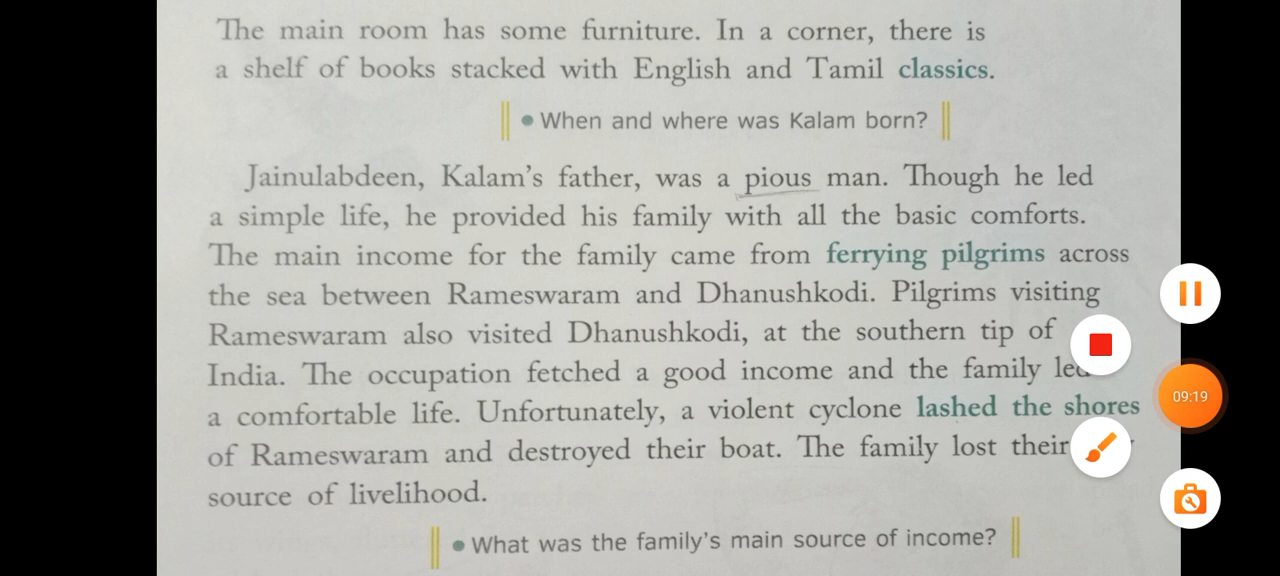 The main room has some furniture. In a corner, there is
a shelf of books stacked with English and Tamil classics.
• When and where was Kalam born?
Jainulabdeen, Kalam's father, was a pious man. Though he led
a simple life, he provided his family with all the basic comforts.
The main income for the family came from ferrying pilgrims across
the sea between Rameswaram and Dhanushkodi. Pilgrims visiting
Rameswaram also visited Dhanushkodi, at the southern tip of
India. The occupation fetched a good income and the family led
a comfortable life. Unfortunately, a violent cyclone lashed the shores
of Rameswaram and destroyed their boat. The family lost their
source of livelihood.
• What was the family's main source of income?
09:19